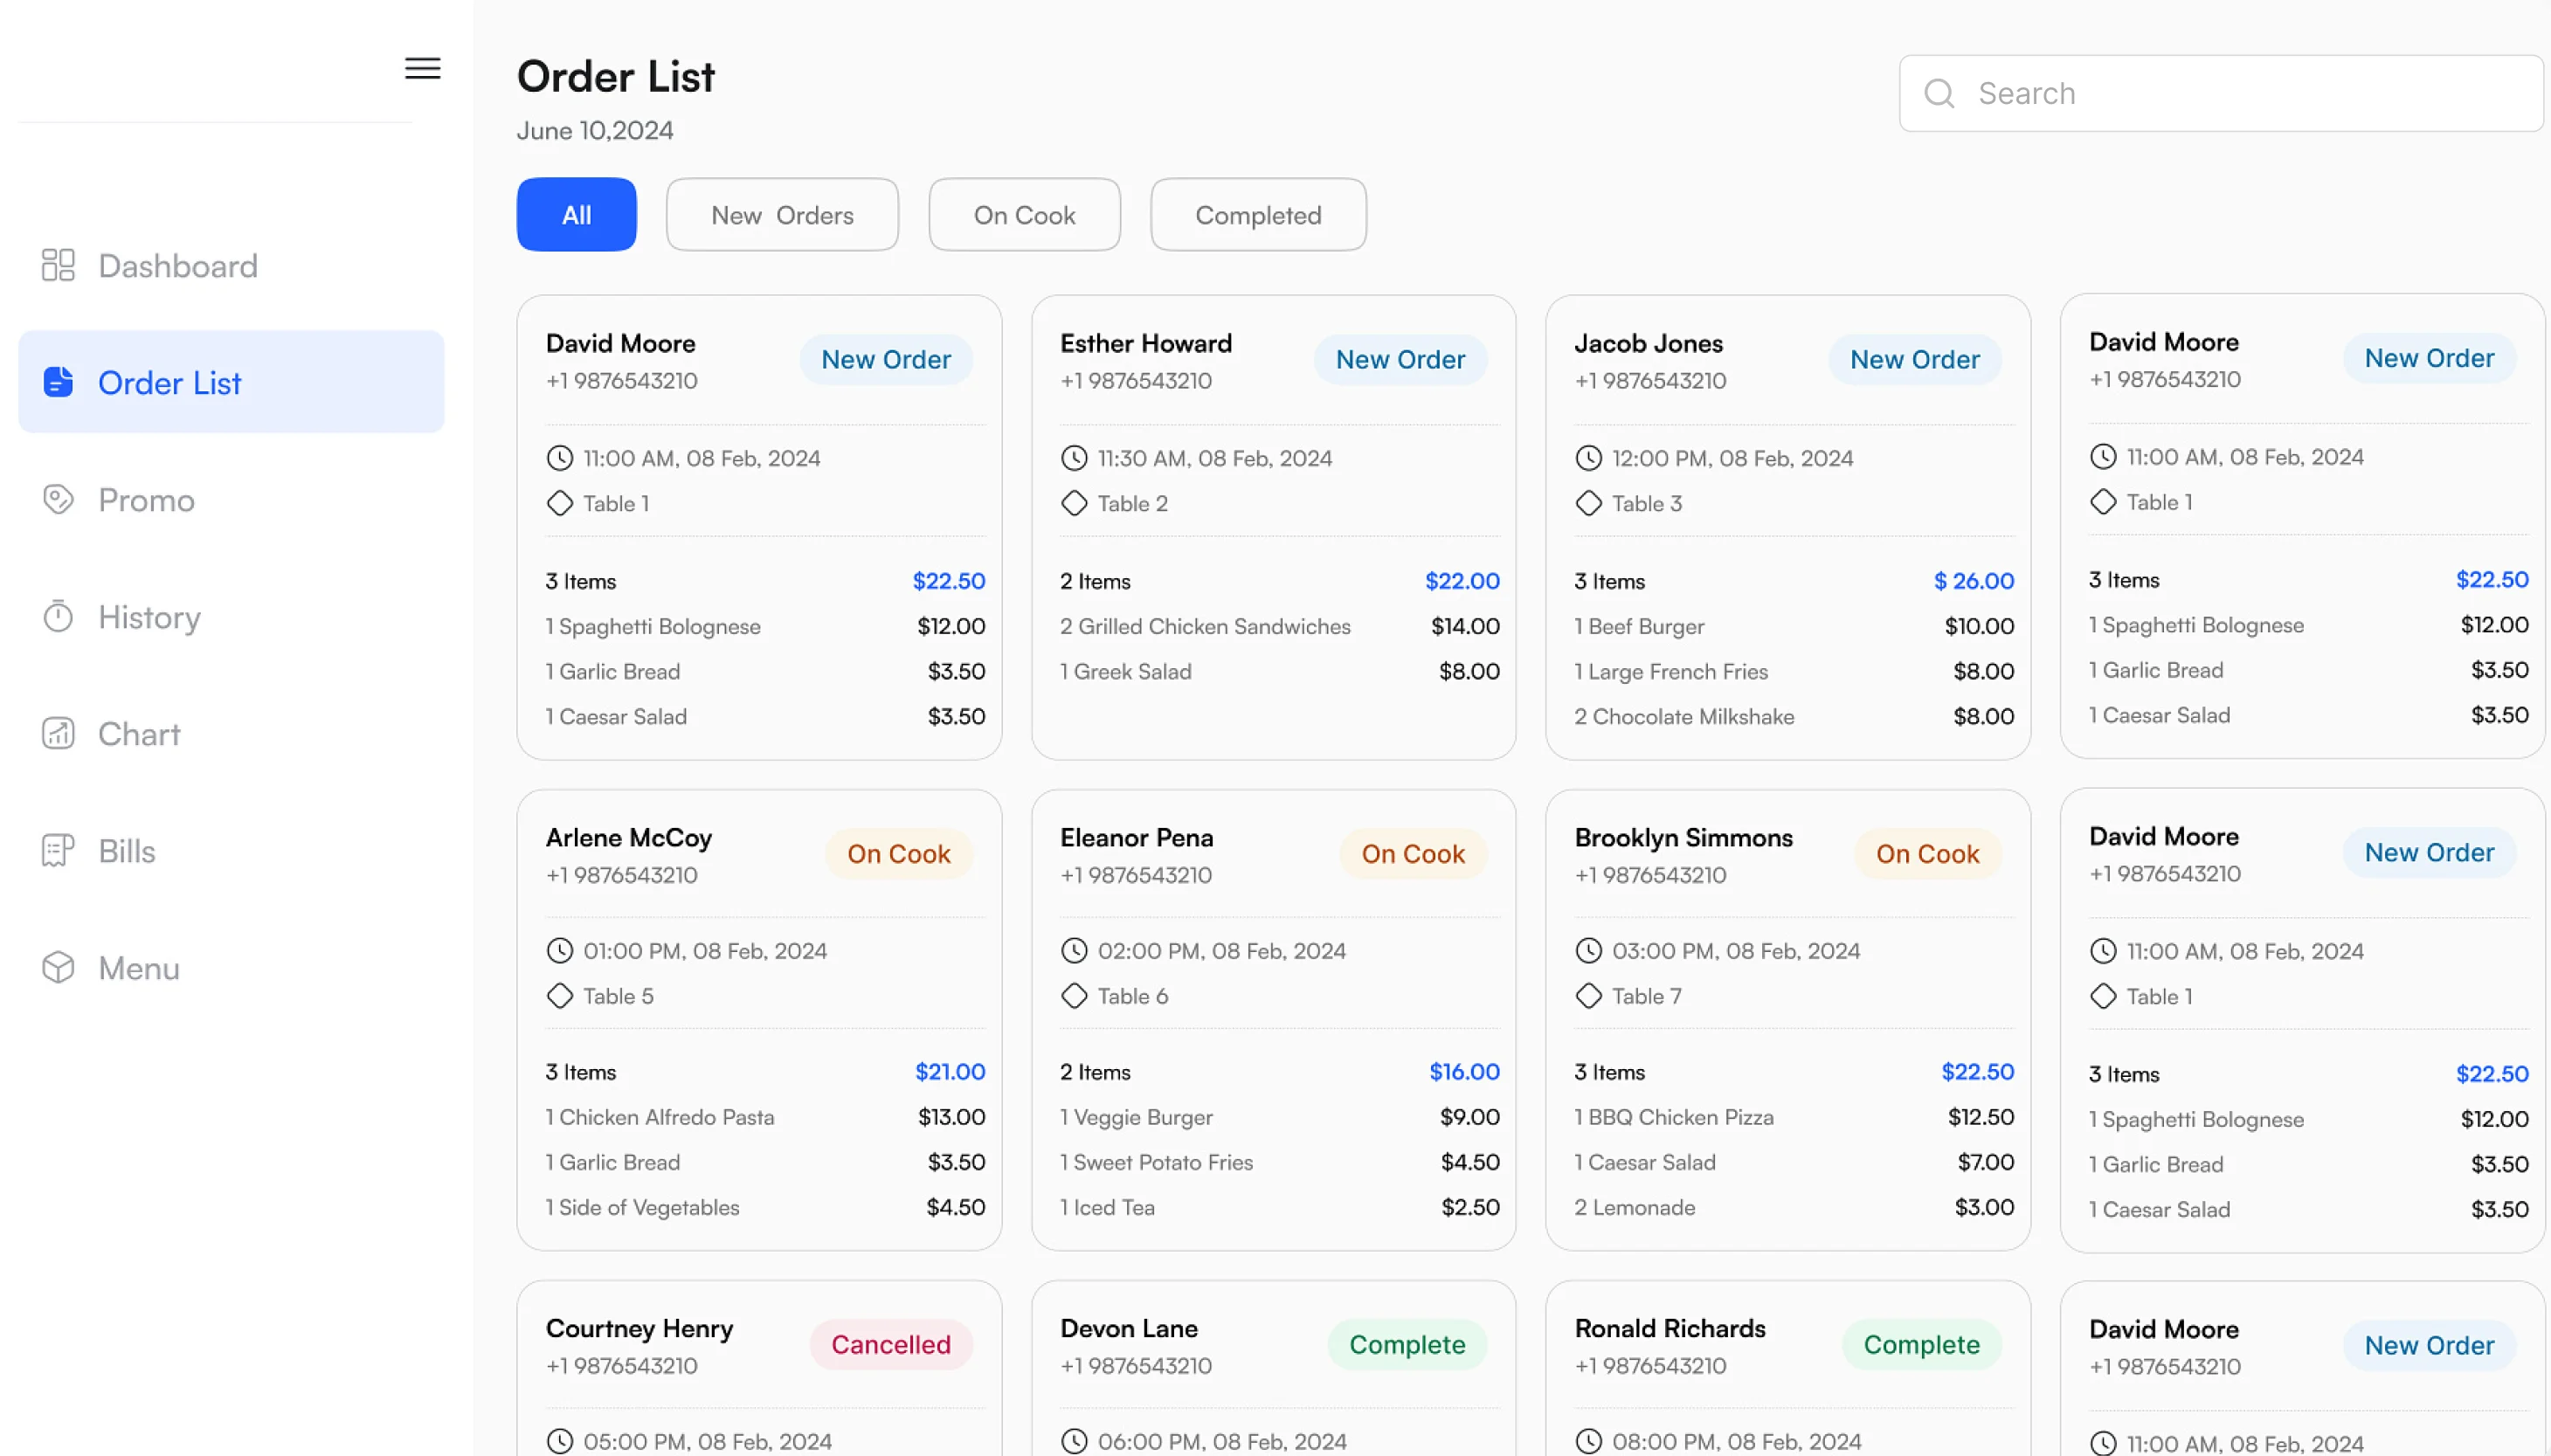 Order List
June 10,2024
Search
All
New Orders
On Cook
Completed
Dashboard
Order List
Promo
History
Chart
Bills
Menu
David Moore
+1 9876543210
New Order
11:00 AM, 08 Feb, 2024
Table 1
3 Items $22.50
1 Spaghetti Bolognese $12.00
1 Garlic Bread $3.50
1 Caesar Salad $3.50
Esther Howard
+1 9876543210
New Order
11:30 AM, 08 Feb, 2024
Table 2
2 Items $22.00
2 Grilled Chicken Sandwiches $14.00
1 Greek Salad $8.00
Jacob Jones
+1 9876543210
New Order
12:00 PM, 08 Feb, 2024
Table 3
3 Items $ 26.00
1 Beef Burger $10.00
1 Large French Fries $8.00
2 Chocolate Milkshake $8.00
David Moore
+1 9876543210
New Order
11:00 AM, 08 Feb, 2024
Table 1
3 Items $22.50
1 Spaghetti Bolognese $12.00
1 Garlic Bread $3.50
1 Caesar Salad $3.50
Arlene McCoy
+1 9876543210
On Cook
01:00 PM, 08 Feb, 2024
Table 5
3 Items $21.00
1 Chicken Alfredo Pasta $13.00
1 Garlic Bread $3.50
1 Side of Vegetables $4.50
Eleanor Pena
+1 9876543210
On Cook
02:00 PM, 08 Feb, 2024
Table 6
2 Items $16.00
1 Veggie Burger $9.00
1 Sweet Potato Fries $4.50
1 Iced Tea $2.50
Brooklyn Simmons
+1 9876543210
On Cook
03:00 PM, 08 Feb, 2024
Table 7
3 Items $22.50
1 BBQ Chicken Pizza $12.50
1 Caesar Salad $7.00
2 Lemonade $3.00
David Moore
+1 9876543210
New Order
11:00 AM, 08 Feb, 2024
Table 1
3 Items $22.50
1 Spaghetti Bolognese $12.00
1 Garlic Bread $3.50
1 Caesar Salad $3.50
Courtney Henry
+1 9876543210
Cancelled
05:00 PM, 08 Feb, 2024
Devon Lane
+1 9876543210
Complete
06:00 PM, 08 Feb, 2024
Ronald Richards
+1 9876543210
Complete
08:00 PM, 08 Feb, 2024
David Moore
+1 9876543210
New Order
11:00 AM, 08 Feb, 2024